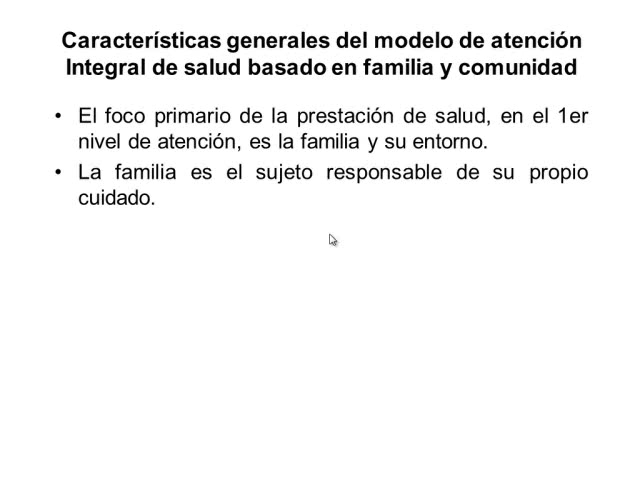 Características generales del modelo de atención
Integral de salud basado en familia y comunidad
• El foco primario de la prestación de salud, en el 1er
nivel de atención, es la familia y su entorno.
• La familia es el sujeto responsable de su propio
cuidado.